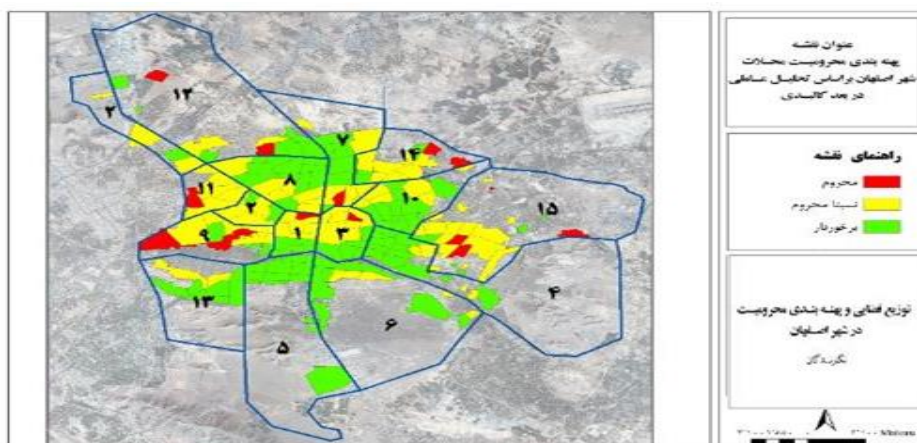 عنوان نقشه
پهنه بندی محرومیت محلات
شهر اصفهان براساس تحلیل عاملی
در بعد کالبدی
راهنمای نقشه
محروم
نسبتا محروم
برخوردار
توزیع فضایی و پهنه بندی محرومیت
در شهر اصفهان
نگارندگان
۱۲
۲
۷
۱۴
۸
۱۱
۱۰
۲
۱۵
۹
۱
۳
۴
۱۳
۶
۵